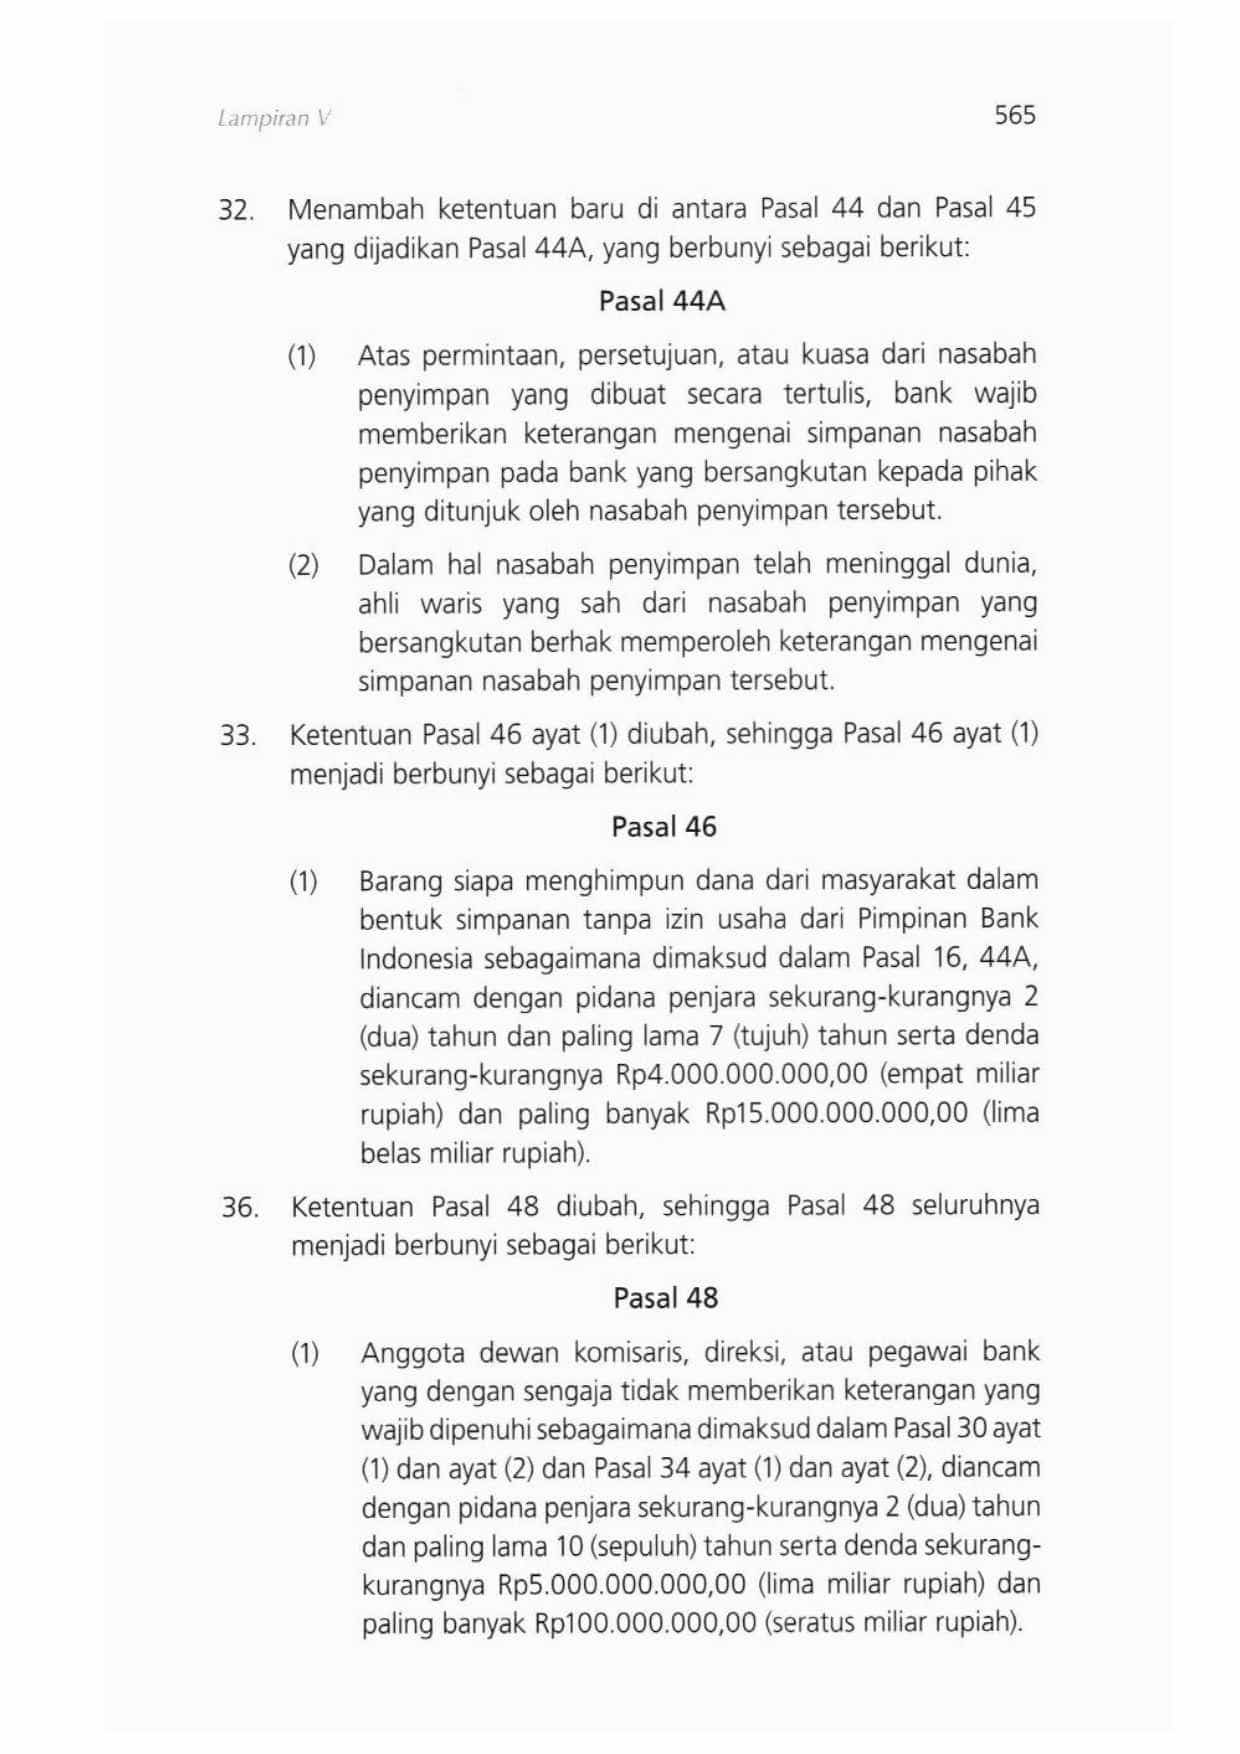 Lampiran V
565
32. Menambah ketentuan baru di antara Pasal 44 dan Pasal 45
yang dijadikan Pasal 44A, yang berbunyi sebagai berikut:
Pasal 44A
(1) Atas permintaan, persetujuan, atau kuasa dari nasabah
penyimpan yang dibuat secara tertulis, bank wajib
memberikan keterangan mengenai simpanan nasabah
penyimpan pada bank yang bersangkutan kepada pihak
yang ditunjuk oleh nasabah penyimpan tersebut.
(2) Dalam hal nasabah penyimpan telah meninggal dunia,
ahli waris yang sah dari nasabah penyimpan yang
bersangkutan berhak memperoleh keterangan mengenai
simpanan nasabah penyimpan tersebut.
33. Ketentuan Pasal 46 ayat (1) diubah, sehingga Pasal 46 ayat (1)
menjadi berbunyi sebagai berikut:
Pasal 46
(1) Barang siapa menghimpun dana dari masyarakat dalam
bentuk simpanan tanpa izin usaha dari Pimpinan Bank
Indonesia sebagaimana dimaksud dalam Pasal 16, 44A,
diancam dengan pidana penjara sekurang-kurangnya 2
(dua) tahun dan paling lama 7 (tujuh) tahun serta denda
sekurang-kurangnya Rp4.000.000.000,00 (empat miliar
rupiah) dan paling banyak Rp15.000.000.000,00 (lima
belas miliar rupiah).
36. Ketentuan Pasal 48 diubah, sehingga Pasal 48 seluruhnya
menjadi berbunyi sebagai berikut:
Pasal 48
(1) Anggota dewan komisaris, direksi, atau pegawai bank
yang dengan sengaja tidak memberikan keterangan yang
wajib dipenuhi sebagaimana dimaksud dalam Pasal 30 ayat
(1) dan ayat (2) dan Pasal 34 ayat (1) dan ayat (2), diancam
dengan pidana penjara sekurang-kurangnya 2 (dua) tahun
dan paling lama 10 (sepuluh) tahun serta denda sekurang-
kurangnya Rp5.000.000.000,00 (lima miliar rupiah) dan
paling banyak Rp100.000.000,00 (seratus miliar rupiah).